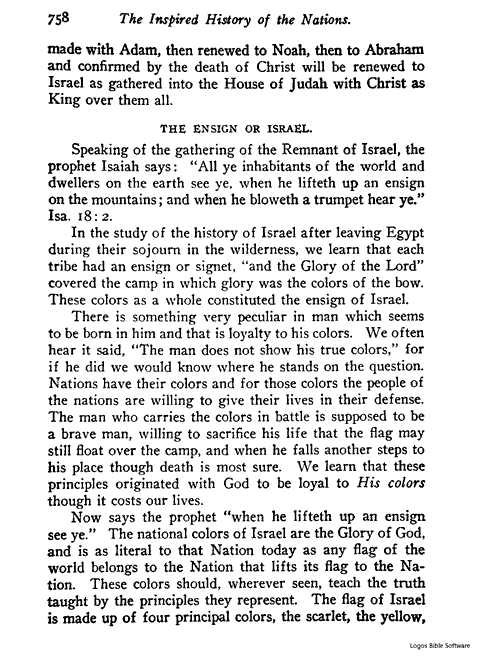 758 The Inspired History of the Nations.
made with Adam, then renewed to Noah, then to Abraham
and confirmed by the death of Christ will be renewed to
Israel as gathered into the House of Judah with Christ as
King over them all.
THE ENSIGN OR ISRAEL.
Speaking of the gathering of the Remnant of Israel, the
prophet Isaiah says: "All ye inhabitants of the world and
dwellers on the earth see ye, when he lifteth up an ensign
on the mountains; and when he bloweth a trumpet hear ye."
Isa. 18:2.
In the study of the history of Israel after leaving Egypt
during their sojourn in the wilderness, we learn that each
tribe had an ensign or signet, "and the Glory of the Lord"
covered the camp in which glory was the colors of the bow.
These colors as a whole constituted the ensign of Israel.
There is something very peculiar in man which seems
to be born in him and that is loyalty to his colors. We often
hear it said, "The man does not show his true colors," for
if he did we would know where he stands on the question.
Nations have their colors and for those colors the people of
the nations are willing to give their lives in their defense.
The man who carries the colors in battle is supposed to be
a brave man, willing to sacrifice his life that the flag may
still float over the camp, and when he falls another steps to
his place though death is most sure. We learn that these
principles originated with God to be loyal to His colors
though it costs our lives.
Now says the prophet "when he lifteth up an ensign
see ye." The national colors of Israel are the Glory of God,
and is as literal to that Nation today as any flag of the
world belongs to the Nation that lifts its flag to the Na-
tion. These colors should, wherever seen, teach the truth
taught by the principles they represent. The flag of Israel
is made up of four principal colors, the scarlet, the yellow,
Logos Bible Software